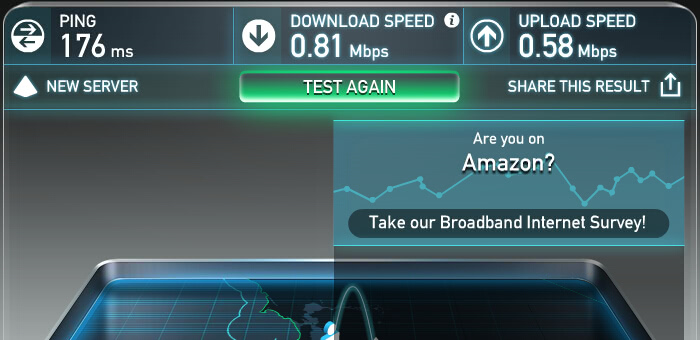 PING
176 ms
DOWNLOAD SPEED i
0.81 Mbps
UPLOAD SPEED
0.58 Mbps
NEW SERVER
TEST AGAIN
SHARE THIS RESULT
Are you on
Amazon?
Take our Broadband Internet Survey!